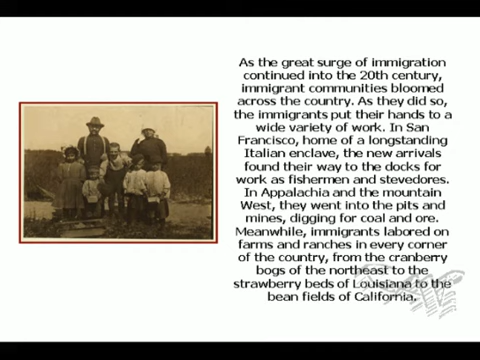 As the great surge of immigration
continued into the 20th century,
immigrant communities bloomed
across the country. As they did so,
the immigrants put their hands to a
wide variety of work. In San
Francisco, home of a longstanding
Italian enclave, the new arrivals
found their way to the docks for
work as fishermen and stevedores.
In Appalachia and the mountain
West, they went into the pits and
mines, digging for coal and ore.
Meanwhile, immigrants labored on
farms and ranches in every corner
of the country, from the cranberry
bogs of the northeast to the
strawberry beds of Louisiana to the
bean fields of California.